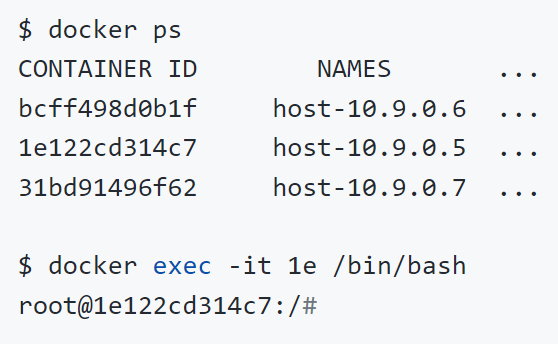 $ docker ps
CONTAINER ID        NAMES       ...
bcff498d0b1f     host-10.9.0.6  ...
1e122cd314c7     host-10.9.0.5  ...
31bd91496f62     host-10.9.0.7  ...

$ docker exec -it 1e /bin/bash
root@1e122cd314c7:/#